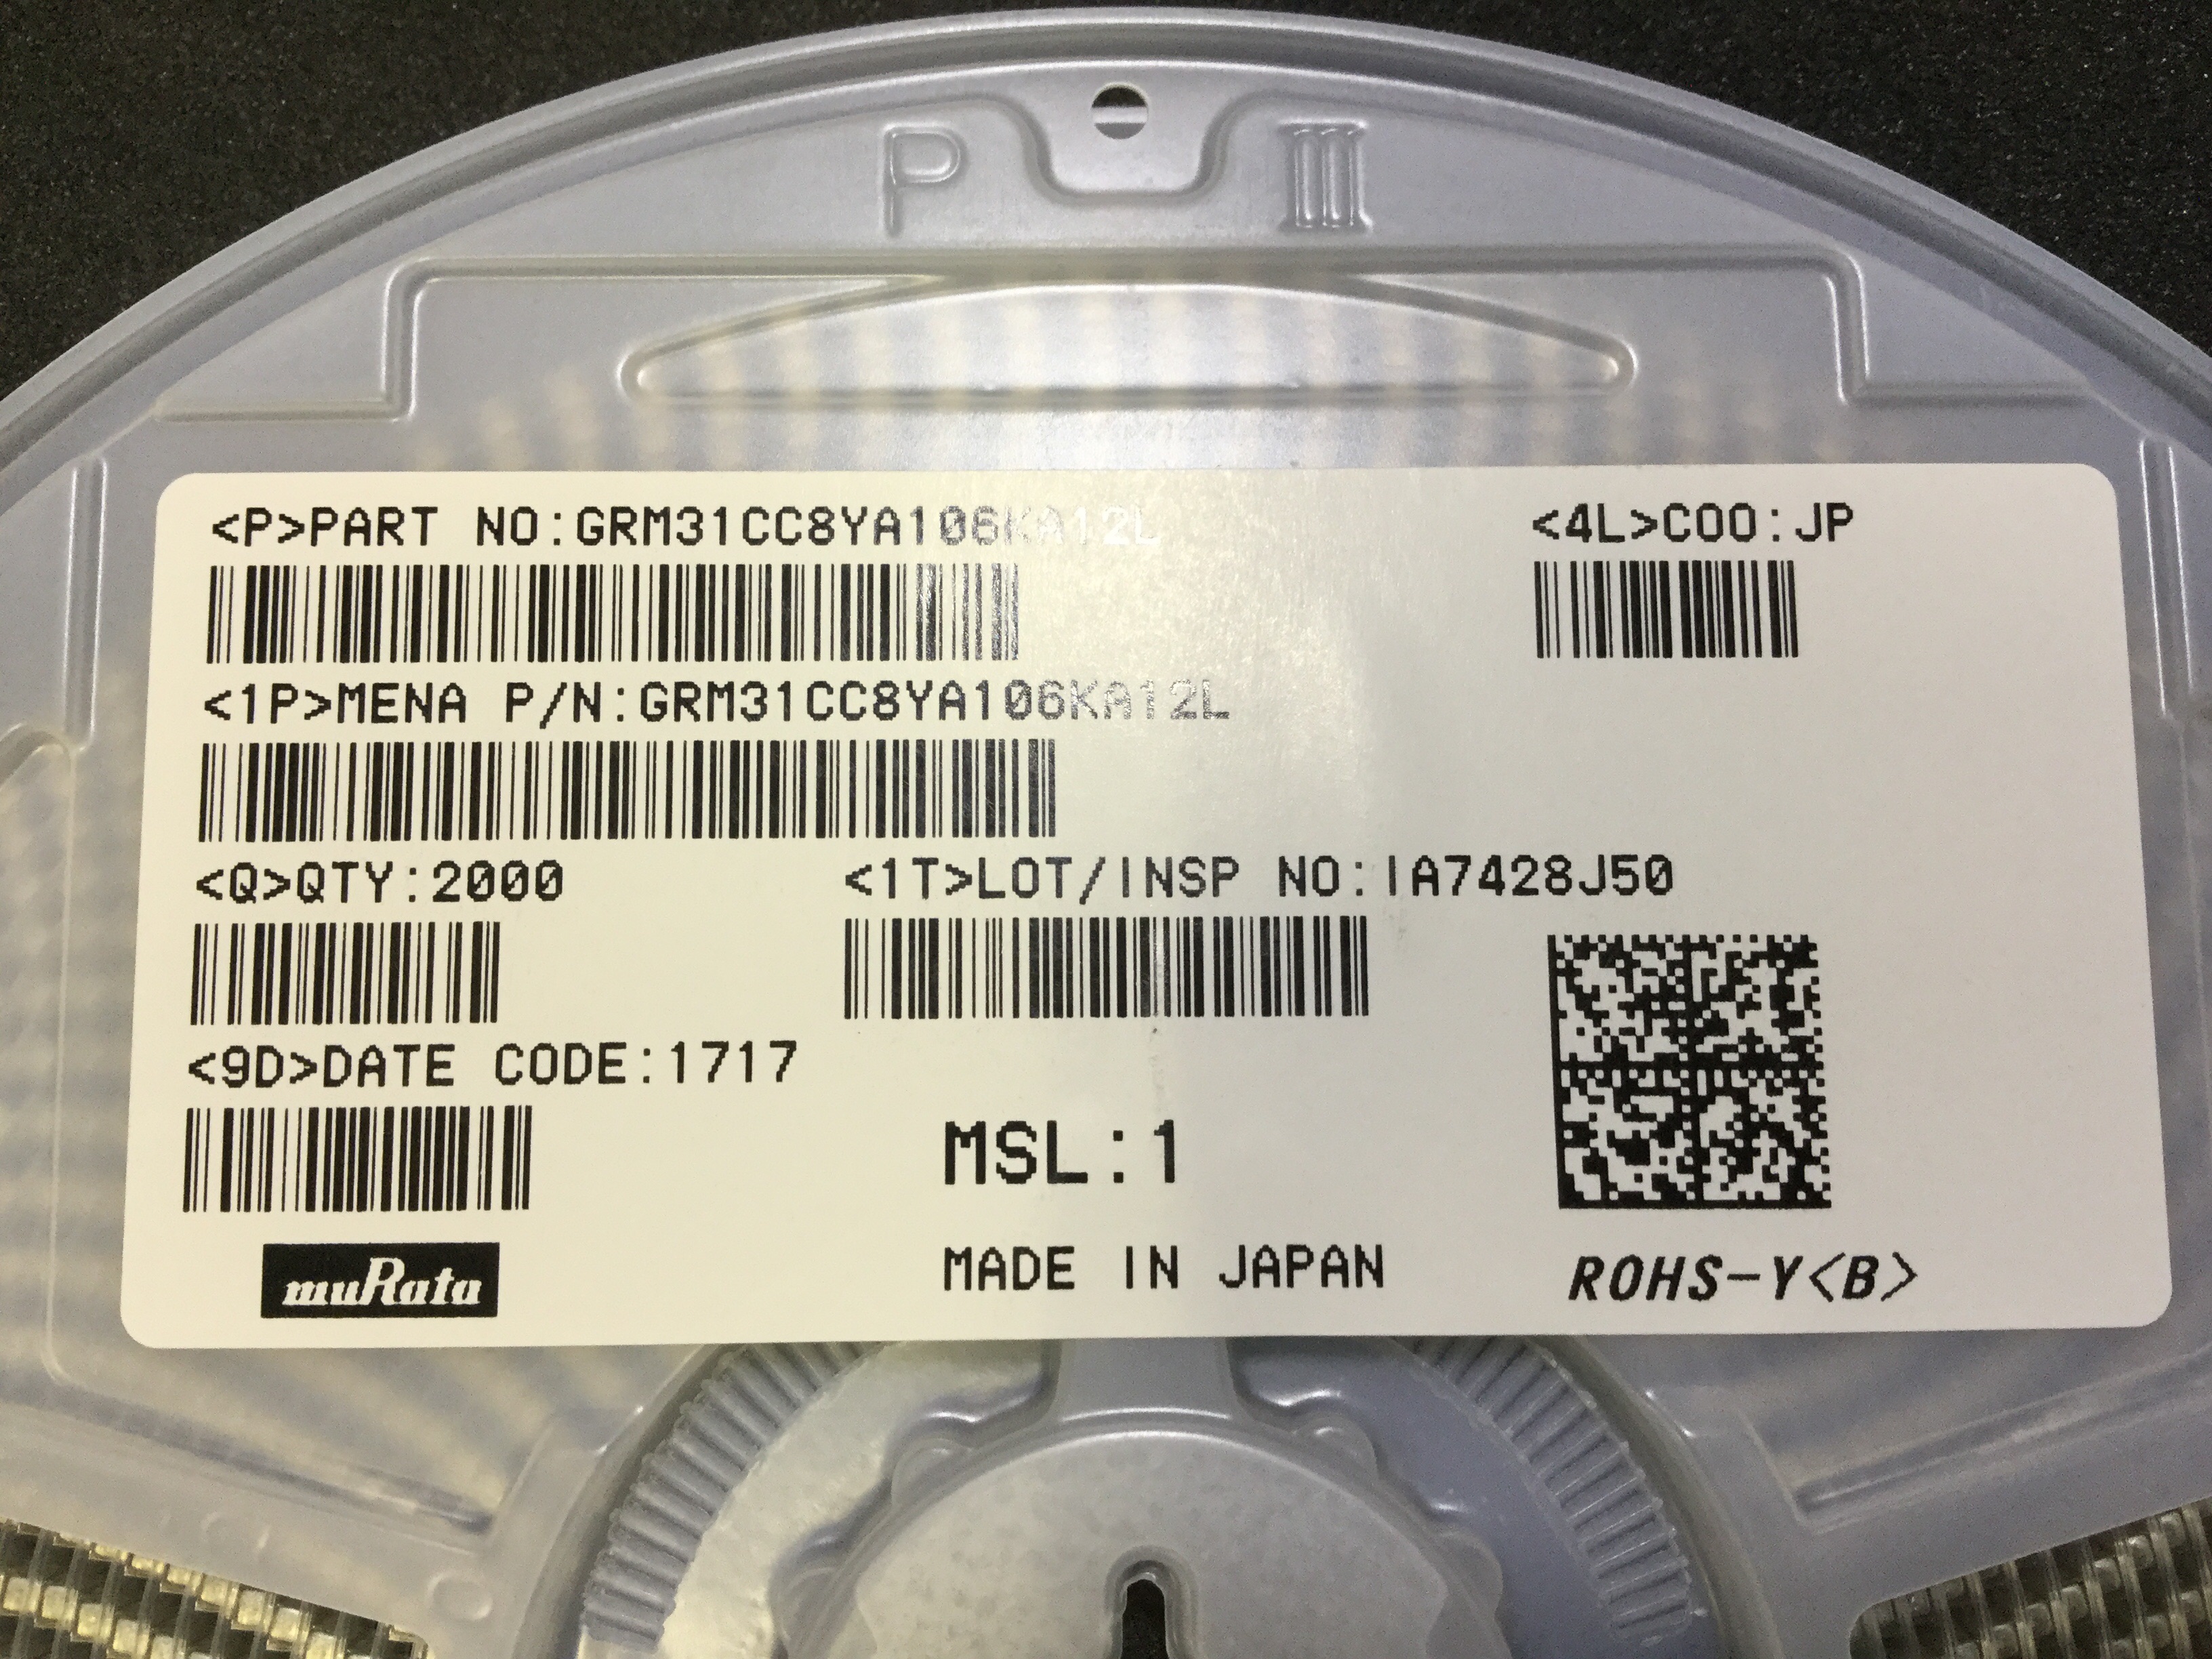 P III
<P>PART NO:GRM31CC8YA106KA12L
<4L>COO:JP
<1P>MENA P/N:GRM31CC8YA106KA12L
<Q>QTY:2000
<1T>LOT/INSP NO:IA7428J50
<9D>DATE CODE:1717
MSL:1
muRata
MADE IN JAPAN
ROHS-Y<B>